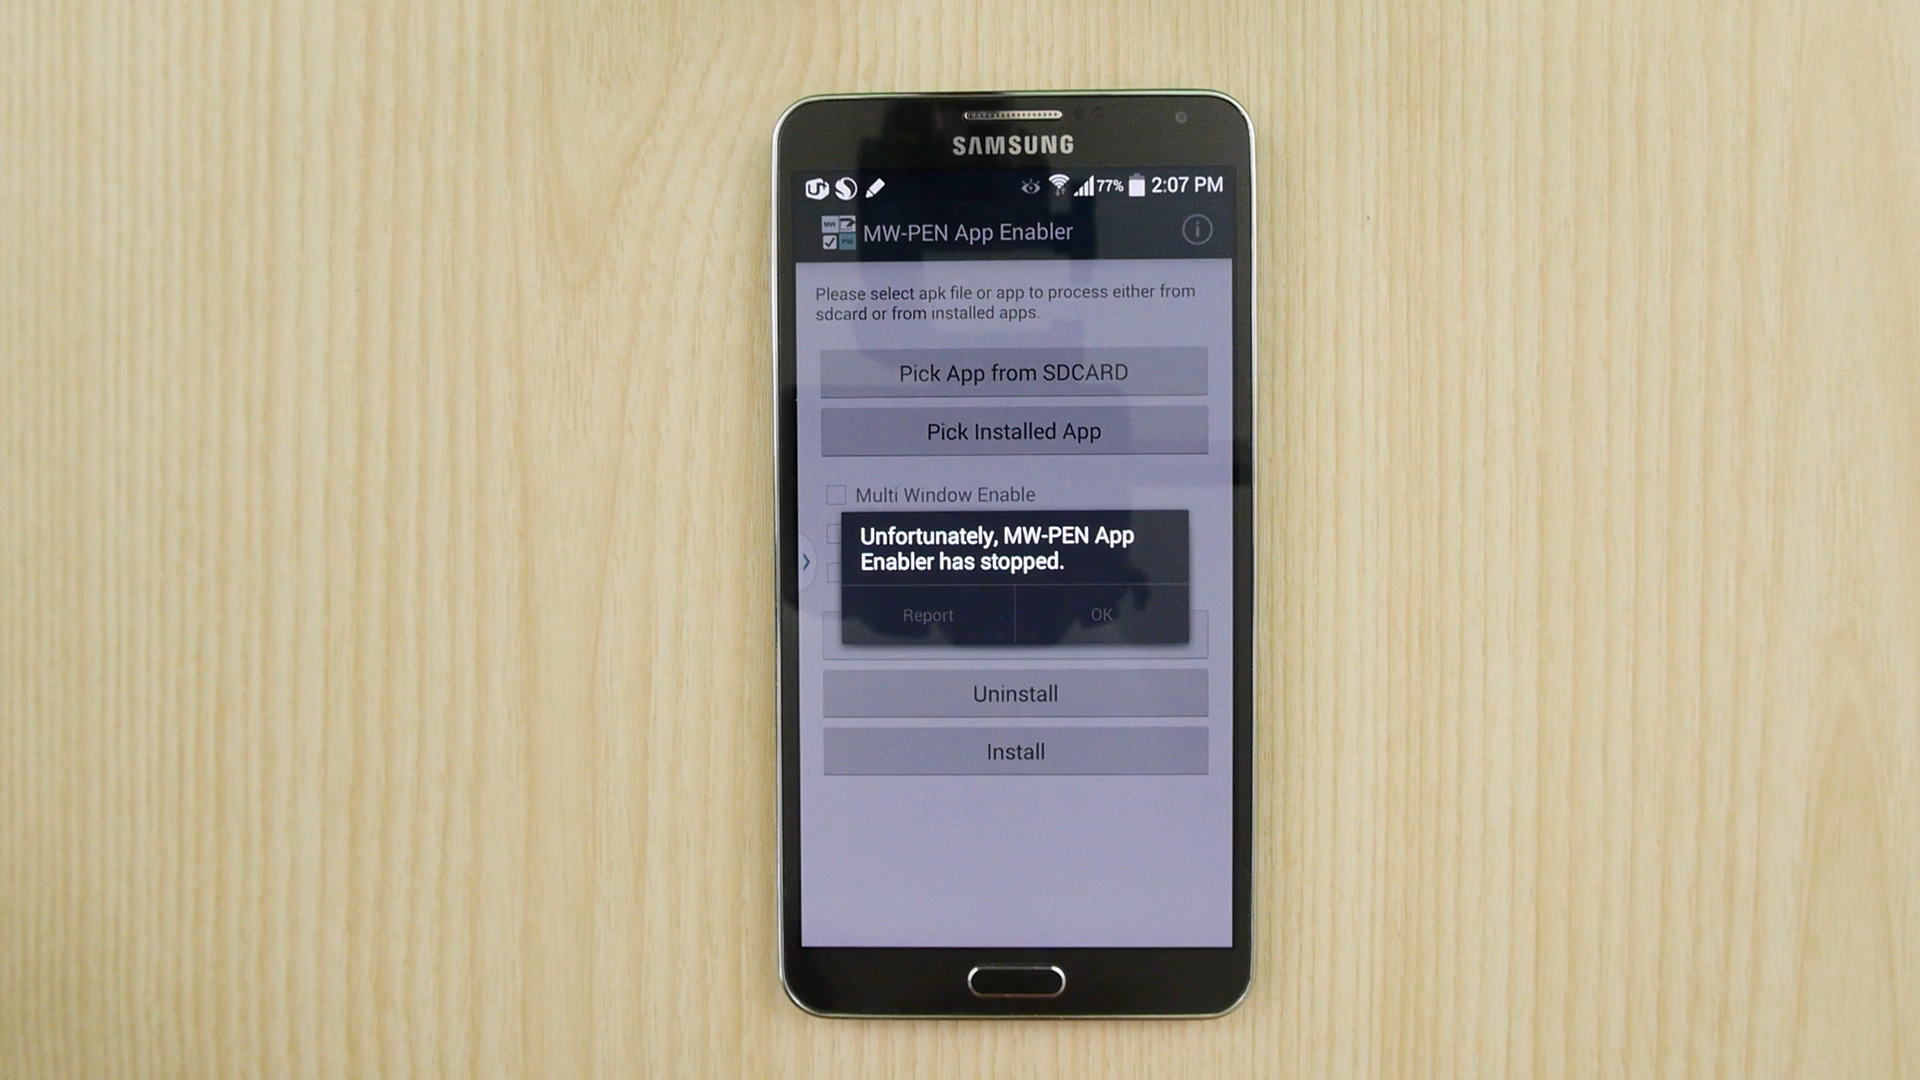 SAMSUNG
77% 2:07 PM
MW-PEN App Enabler
Please select apk file or app to process either from
sdcard or from installed apps.
Pick App from SDCARD
Pick Installed App
Multi Window Enable
Unfortunately, MW-PEN App
Enabler has stopped.
Report OK
Uninstall
Install